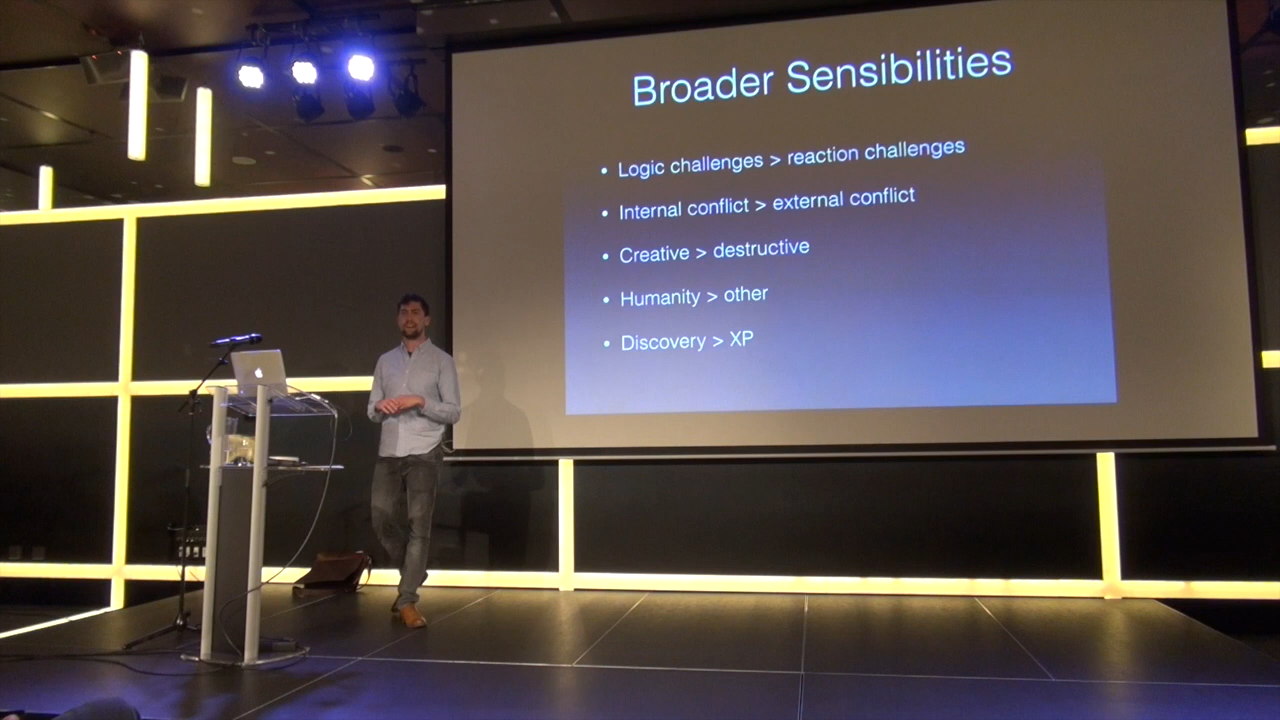 Broader Sensibilities
• Logic challenges > reaction challenges
• Internal conflict > external conflict
• Creative > destructive
• Humanity > other
• Discovery > XP